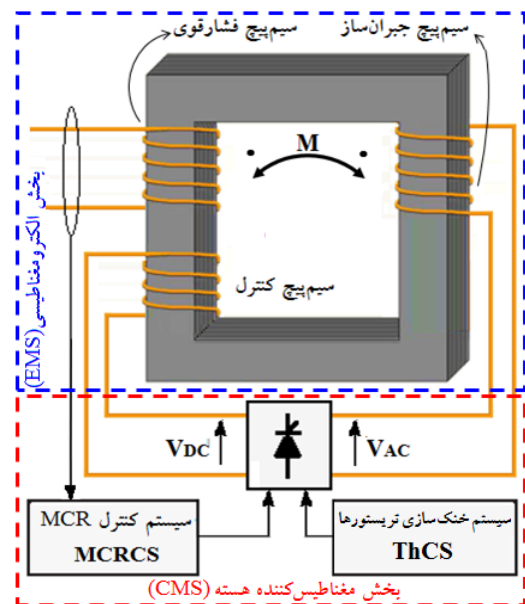 سیم‌پیچ فشارقوی
سیم‌پیچ جبران‌ساز
M
سیم‌پیچ کنترل
بخش الکترومغناطیسی (EMS)
VDC
VAC
سیستم کنترل MCR
MCRCS
سیستم خنک‌سازی تریستورها
ThCS
بخش مغناطیس‌کننده هسته (CMS)